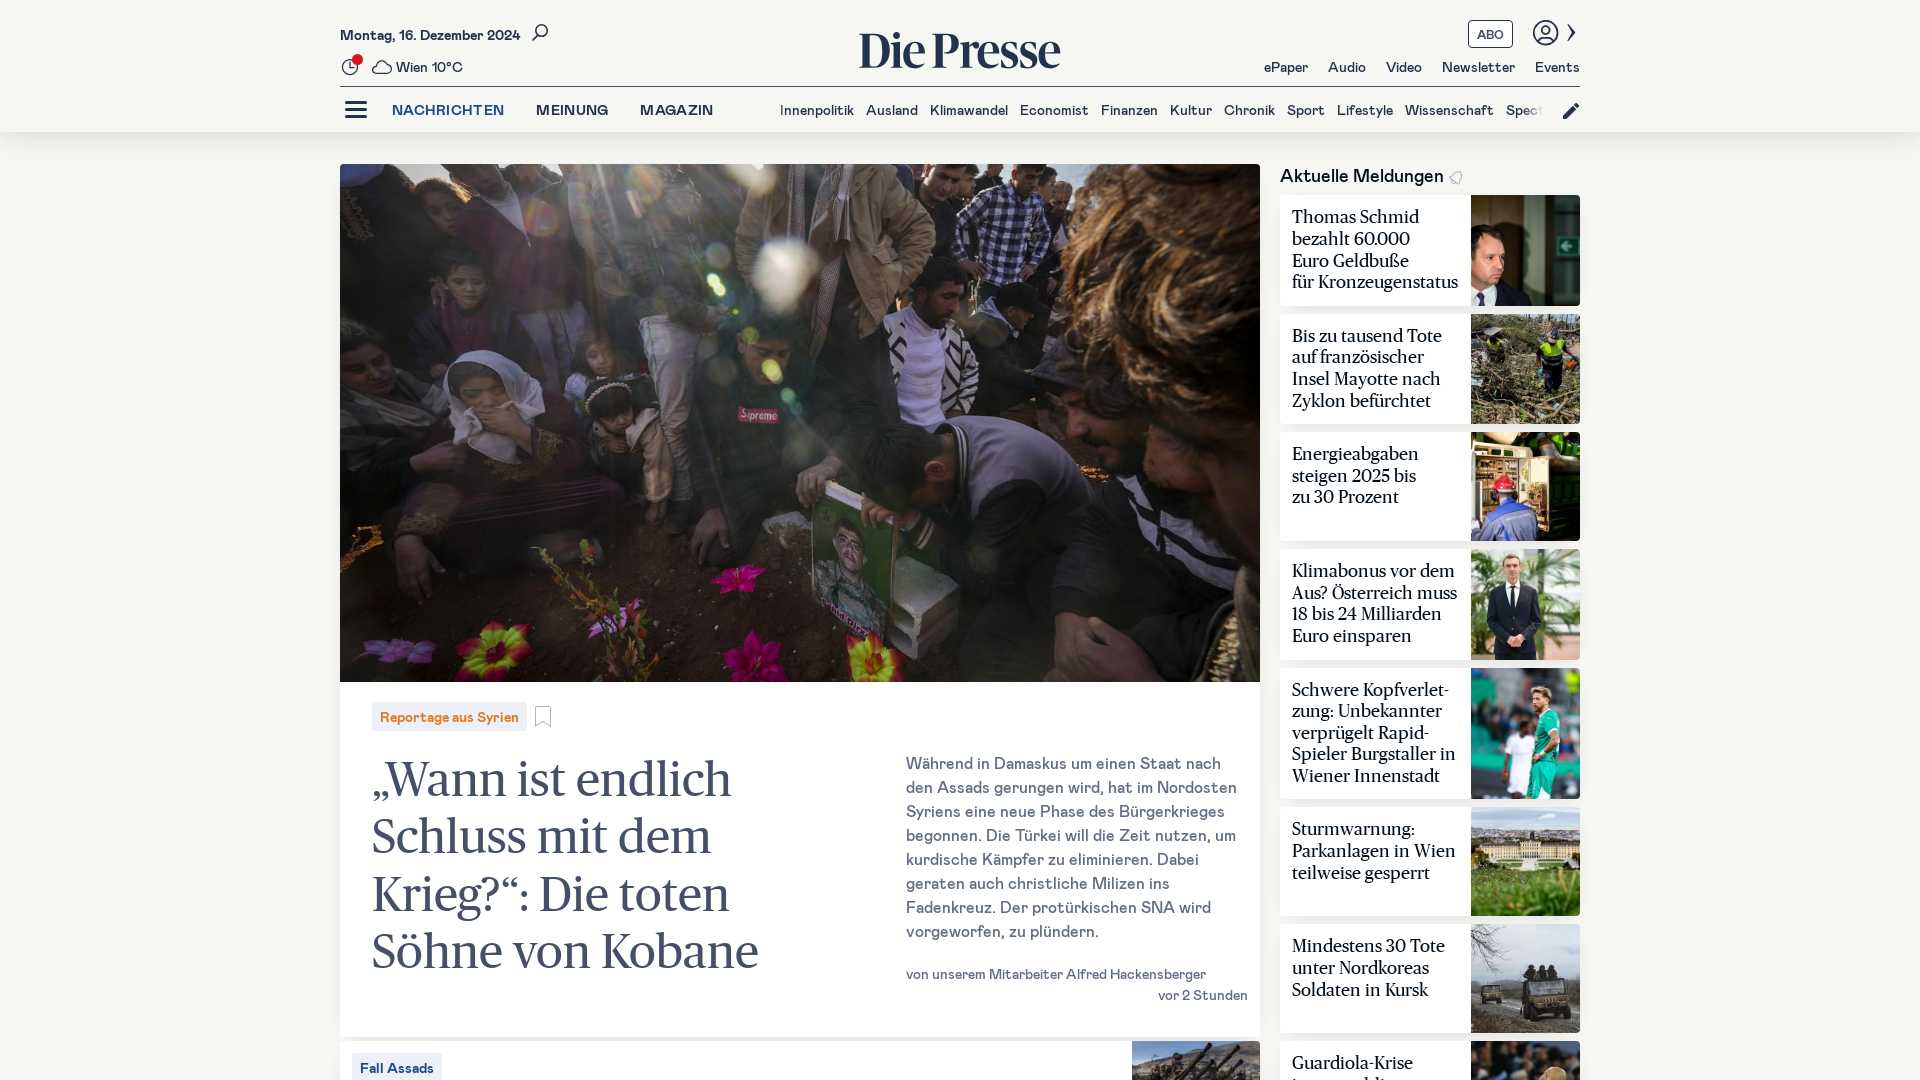 Montag, 16. Dezember 2024
Wien 10°C
Die Presse
ABO
ePaper Audio Video Newsletter Events
NACHRICHTEN MEINUNG MAGAZIN
Innenpolitik Ausland Klimawandel Economist Finanzen Kultur Chronik Sport Lifestyle Wissenschaft Spect
Supreme
Reportage aus Syrien
„Wann ist endlich
Schluss mit dem
Krieg?“: Die toten
Söhne von Kobane
Während in Damaskus um einen Staat nach
den Assads gerungen wird, hat im Nordosten
Syriens eine neue Phase des Bürgerkrieges
begonnen. Die Türkei will die Zeit nutzen, um
kurdische Kämpfer zu eliminieren. Dabei
geraten auch christliche Milizen ins
Fadenkreuz. Der protürkischen SNA wird
vorgeworfen, zu plündern.
von unserem Mitarbeiter Alfred Hackensberger
vor 2 Stunden
Fall Assads
Aktuelle Meldungen
Thomas Schmid
bezahlt 60.000
Euro Geldbuße
für Kronzeugenstatus
Bis zu tausend Tote
auf französischer
Insel Mayotte nach
Zyklon befürchtet
Energieabgaben
steigen 2025 bis
zu 30 Prozent
Klimabonus vor dem
Aus? Österreich muss
18 bis 24 Milliarden
Euro einsparen
Schwere Kopfverlet-
zung: Unbekannter
verprügelt Rapid-
Spieler Burgstaller in
Wiener Innenstadt
Sturmwarnung:
Parkanlagen in Wien
teilweise gesperrt
Mindestens 30 Tote
unter Nordkoreas
Soldaten in Kursk
Guardiola-Krise